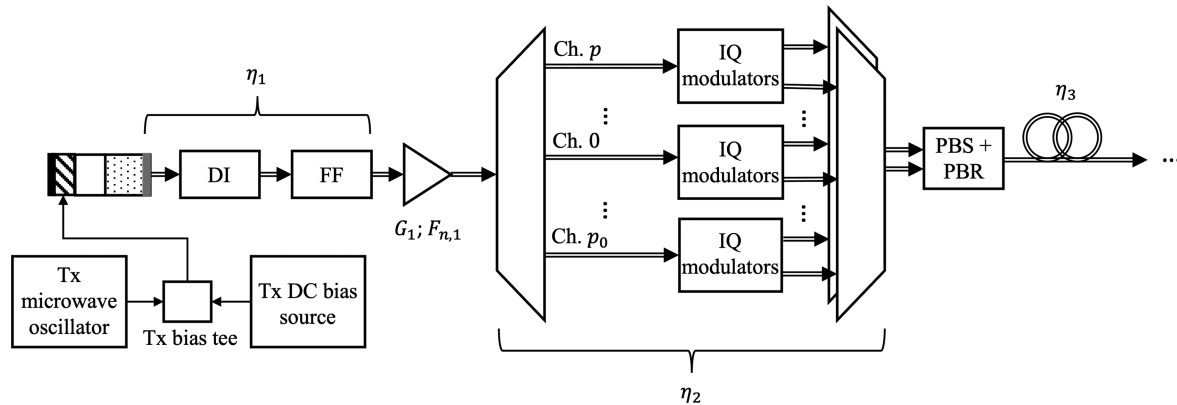 η₁
DI
FF
G₁; Fₙ,₁
Tx
microwave
oscillator
Tx bias tee
Tx DC bias
source
Ch. p
⋮
Ch. 0
⋮
Ch. p₀
IQ
modulators
⋮
IQ
modulators
⋮
IQ
modulators
η₂
PBS +
PBR
η₃
...